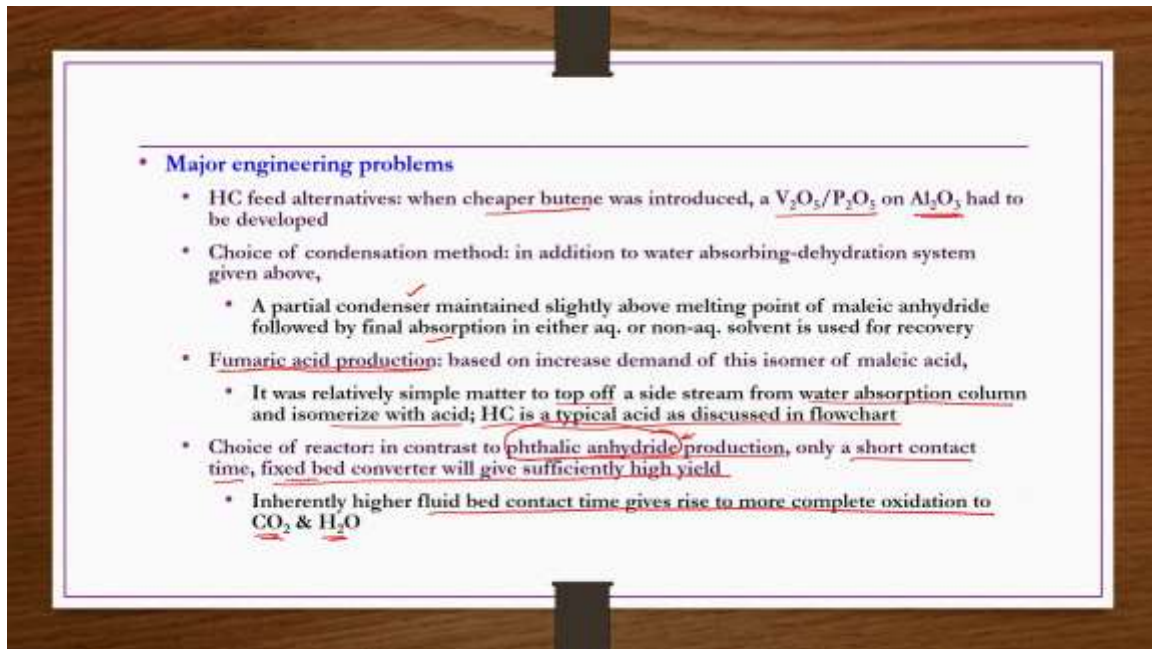 • Major engineering problems
• HC feed alternatives: when cheaper butene was introduced, a V₂O₅/P₂O₅ on Al₂O₃ had to
be developed
• Choice of condensation method: in addition to water absorbing-dehydration system
given above,
• A partial condenser maintained slightly above melting point of maleic anhydride
followed by final absorption in either aq. or non-aq. solvent is used for recovery
• Fumaric acid production: based on increase demand of this isomer of maleic acid,
• It was relatively simple matter to top off a side stream from water absorption column
and isomerize with acid; HC is a typical acid as discussed in flowchart
• Choice of reactor: in contrast to phthalic anhydride production, only a short contact
time, fixed bed converter will give sufficiently high yield
• Inherently higher fluid bed contact time gives rise to more complete oxidation to
CO₂ & H₂O